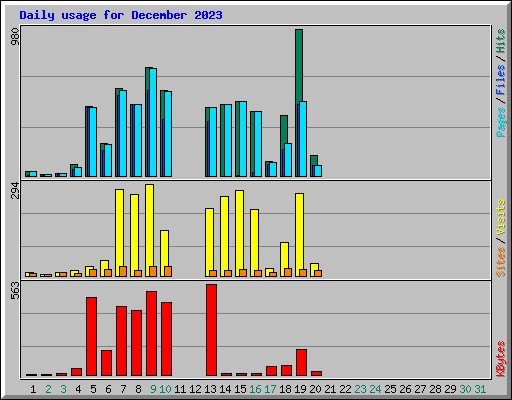 Daily usage for December 2023
980
Pages / Files / Hits
294
Sites / Visits
563
KBytes
1 2 3 4 5 6 7 8 9 10 11 12 13 14 15 16 17 18 19 20 21 22 23 24 25 26 27 28 29 30 31